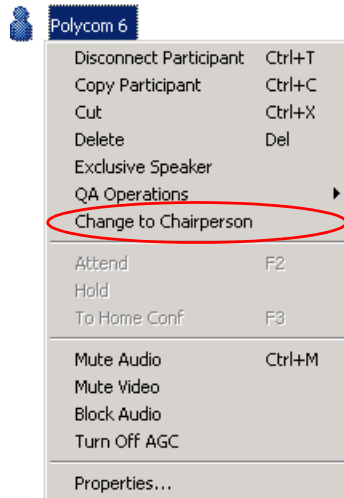 Polycom 6
Disconnect Participant Ctrl+T
Copy Participant Ctrl+C
Cut Ctrl+X
Delete Del
Exclusive Speaker
QA Operations
Change to Chairperson
Attend F2
Hold
To Home Conf F3
Mute Audio Ctrl+M
Mute Video
Block Audio
Turn Off AGC
Properties...